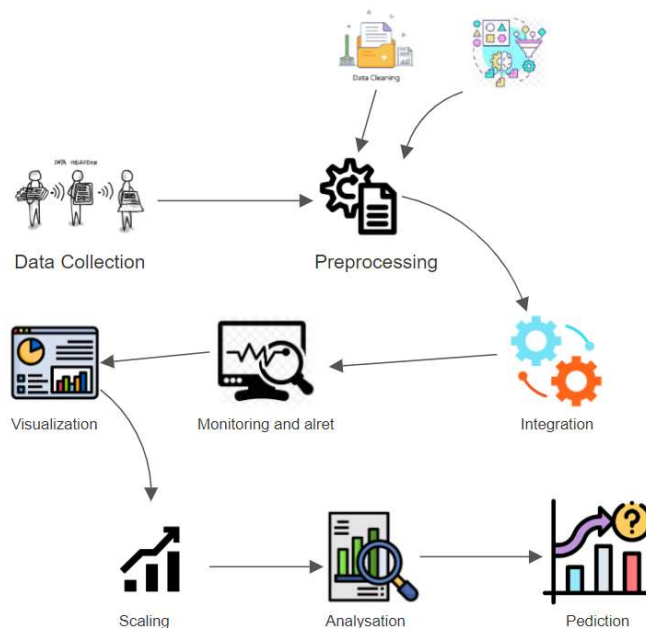 Data Cleaning
DATA COLLECTION
Data Collection
Preprocessing
Visualization
Monitoring and alret
Integration
Scaling
Analysation
Pediction